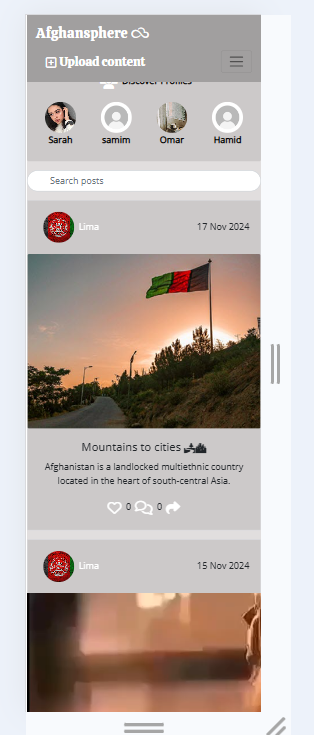 Afghansphere
Upload content
Discover Profiles
Sarah
samim
Omar
Hamid
Search posts
Lima
17 Nov 2024
Mountains to cities
Afghanistan is a landlocked multiethnic country
located in the heart of south-central Asia.
0
0
Lima
15 Nov 2024